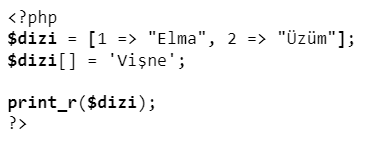 <?php
$dizi = [1 => "Elma", 2 => "Üzüm"];
$dizi[] = 'Vişne';
print_r($dizi);
?>